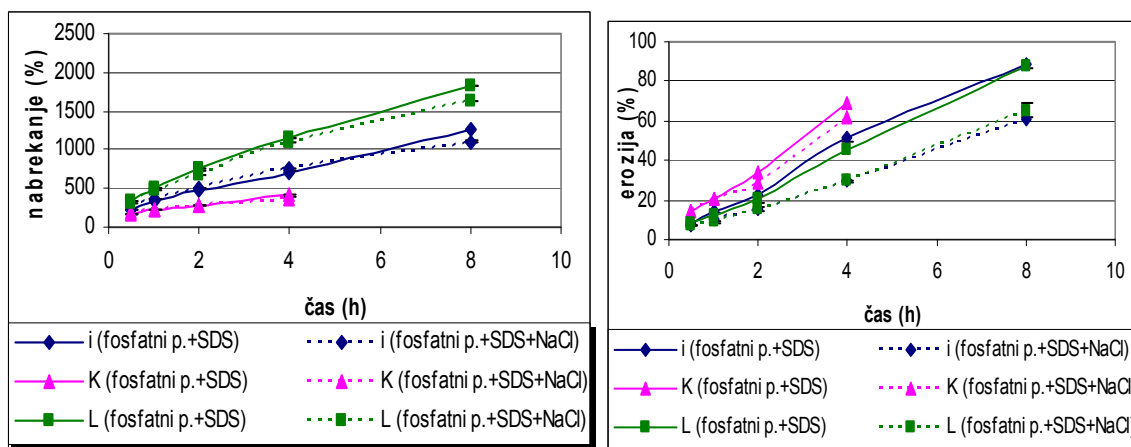 nabrekanje (%)
2500
2000
1500
1000
500
0
0 2 4 6 8 10
čas (h)
i (fosfatni p.+SDS) i (fosfatni p.+SDS+NaCl)
K (fosfatni p.+SDS) K (fosfatni p.+SDS+NaCl)
L (fosfatni p.+SDS) L (fosfatni p.+SDS+NaCl)
erozija (%)
100
80
60
40
20
0
0 2 4 6 8 10
čas (h)
i (fosfatni p.+SDS) i (fosfatni p.+SDS+NaCl)
K (fosfatni p.+SDS) K (fosfatni p.+SDS+NaCl)
L (fosfatni p.+SDS) L (fosfatni p.+SDS+NaCl)